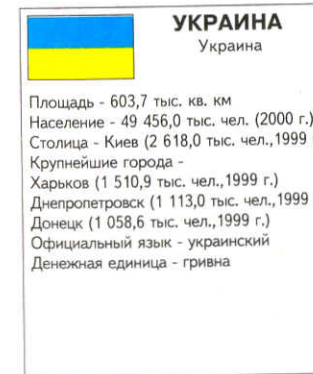 УКРАИНА
Украина
Площадь - 603,7 тыс. кв. км
Население - 49 456,0 тыс. чел. (2000 г.)
Столица - Киев (2 618,0 тыс. чел.,1999
Крупнейшие города -
Харьков (1 510,9 тыс. чел.,1999 г.)
Днепропетровск (1 113,0 тыс. чел.,1999
Донецк (1 058,6 тыс. чел.,1999 г.)
Официальный язык - украинский
Денежная единица - гривна